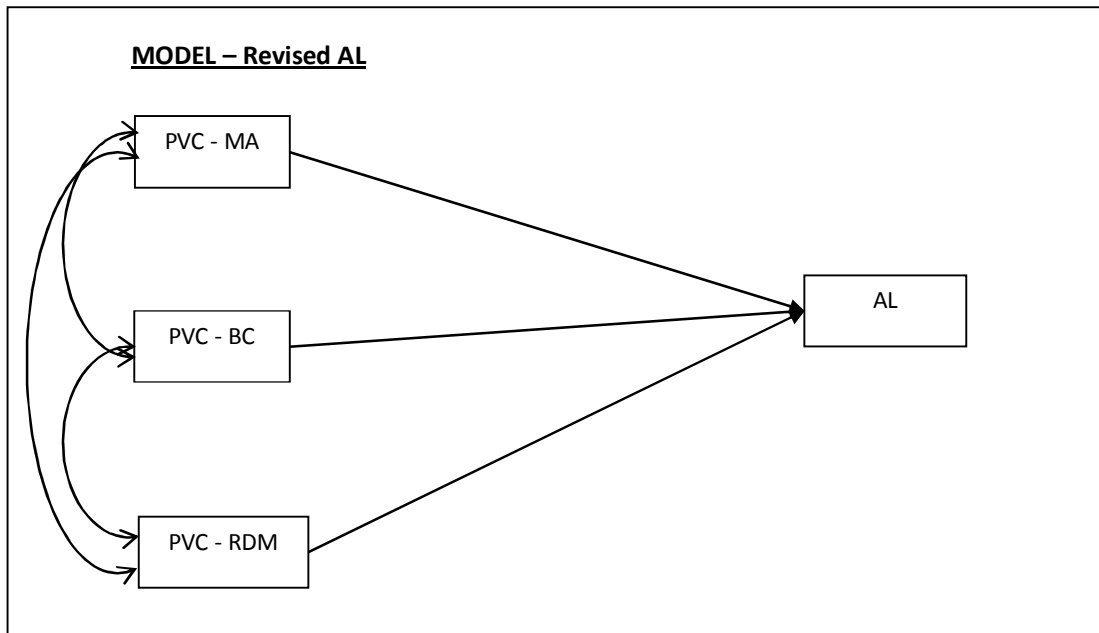 MODEL – Revised AL
PVC - MA
AL
PVC - BC
PVC - RDM